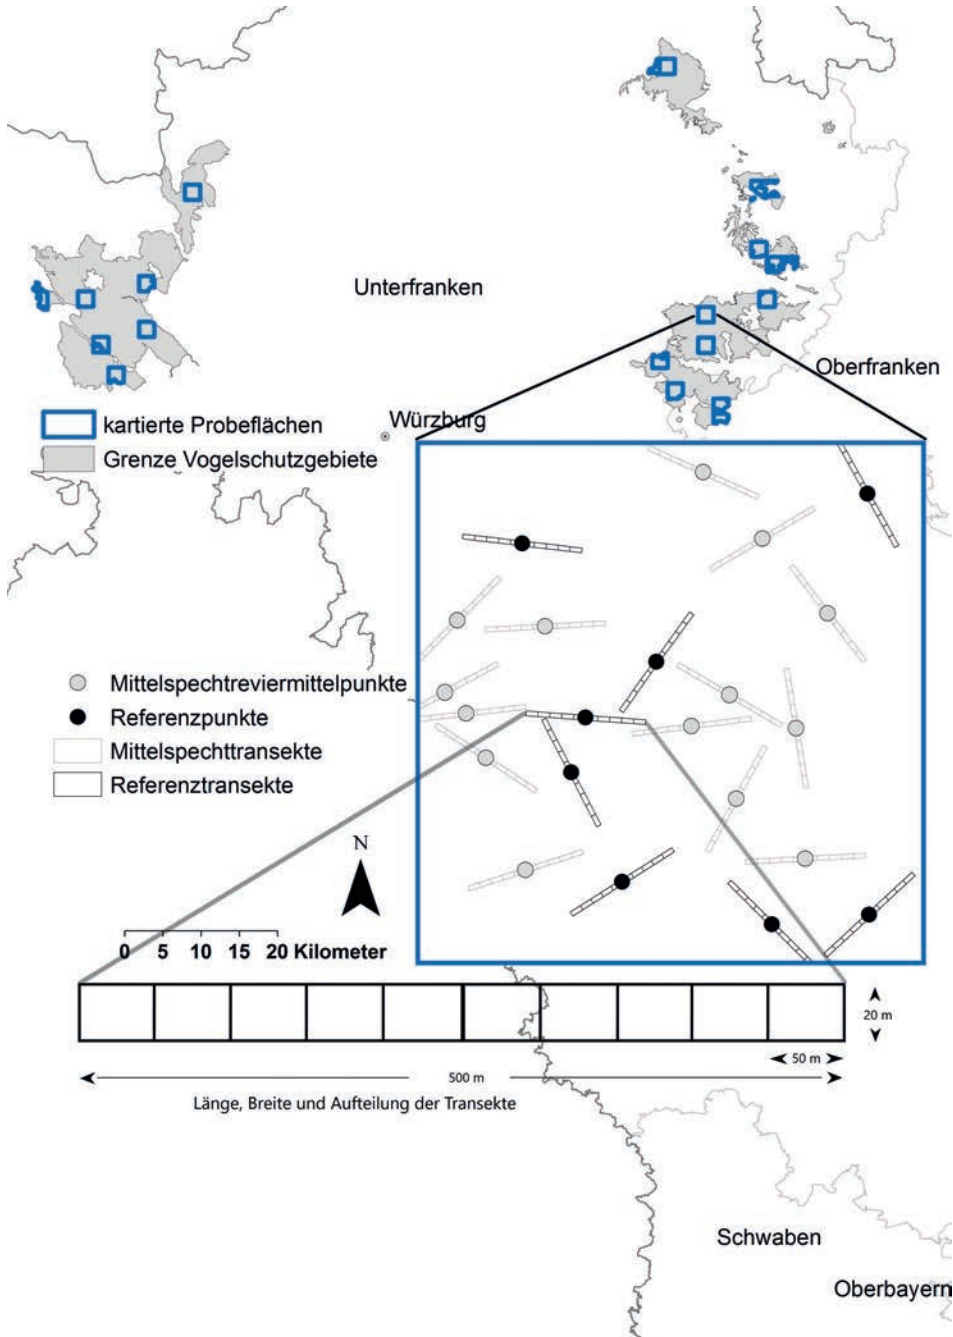 Unterfranken
Oberfranken
Würzburg
kartierte Probeflächen
Grenze Vogelschutzgebiete
Mittelspechtreviermittelpunkte
Referenzpunkte
Mittelspechttransekte
Referenztransekte
N
0 5 10 15 20 Kilometer
20 m
50 m
500 m
Länge, Breite und Aufteilung der Transekte
Schwaben
Oberbayern